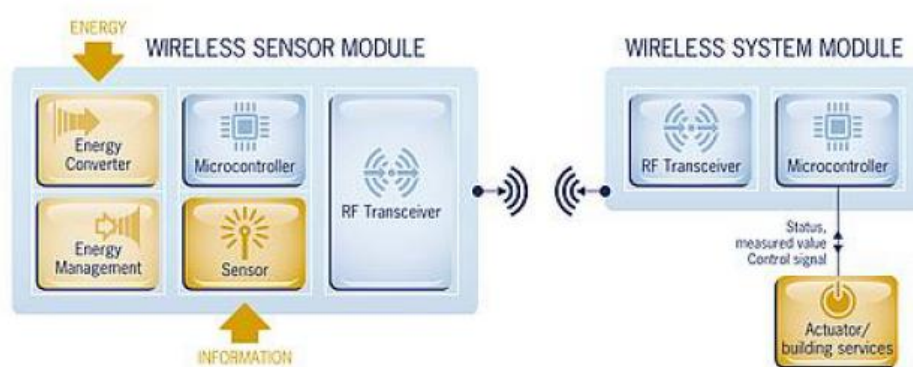 ENERGY
WIRELESS SENSOR MODULE
Energy
Converter
Microcontroller
RF Transceiver
Energy
Management
Sensor
INFORMATION
WIRELESS SYSTEM MODULE
RF Transceiver
Microcontroller
Status,
measured value
Control signal
Actuator/
building services